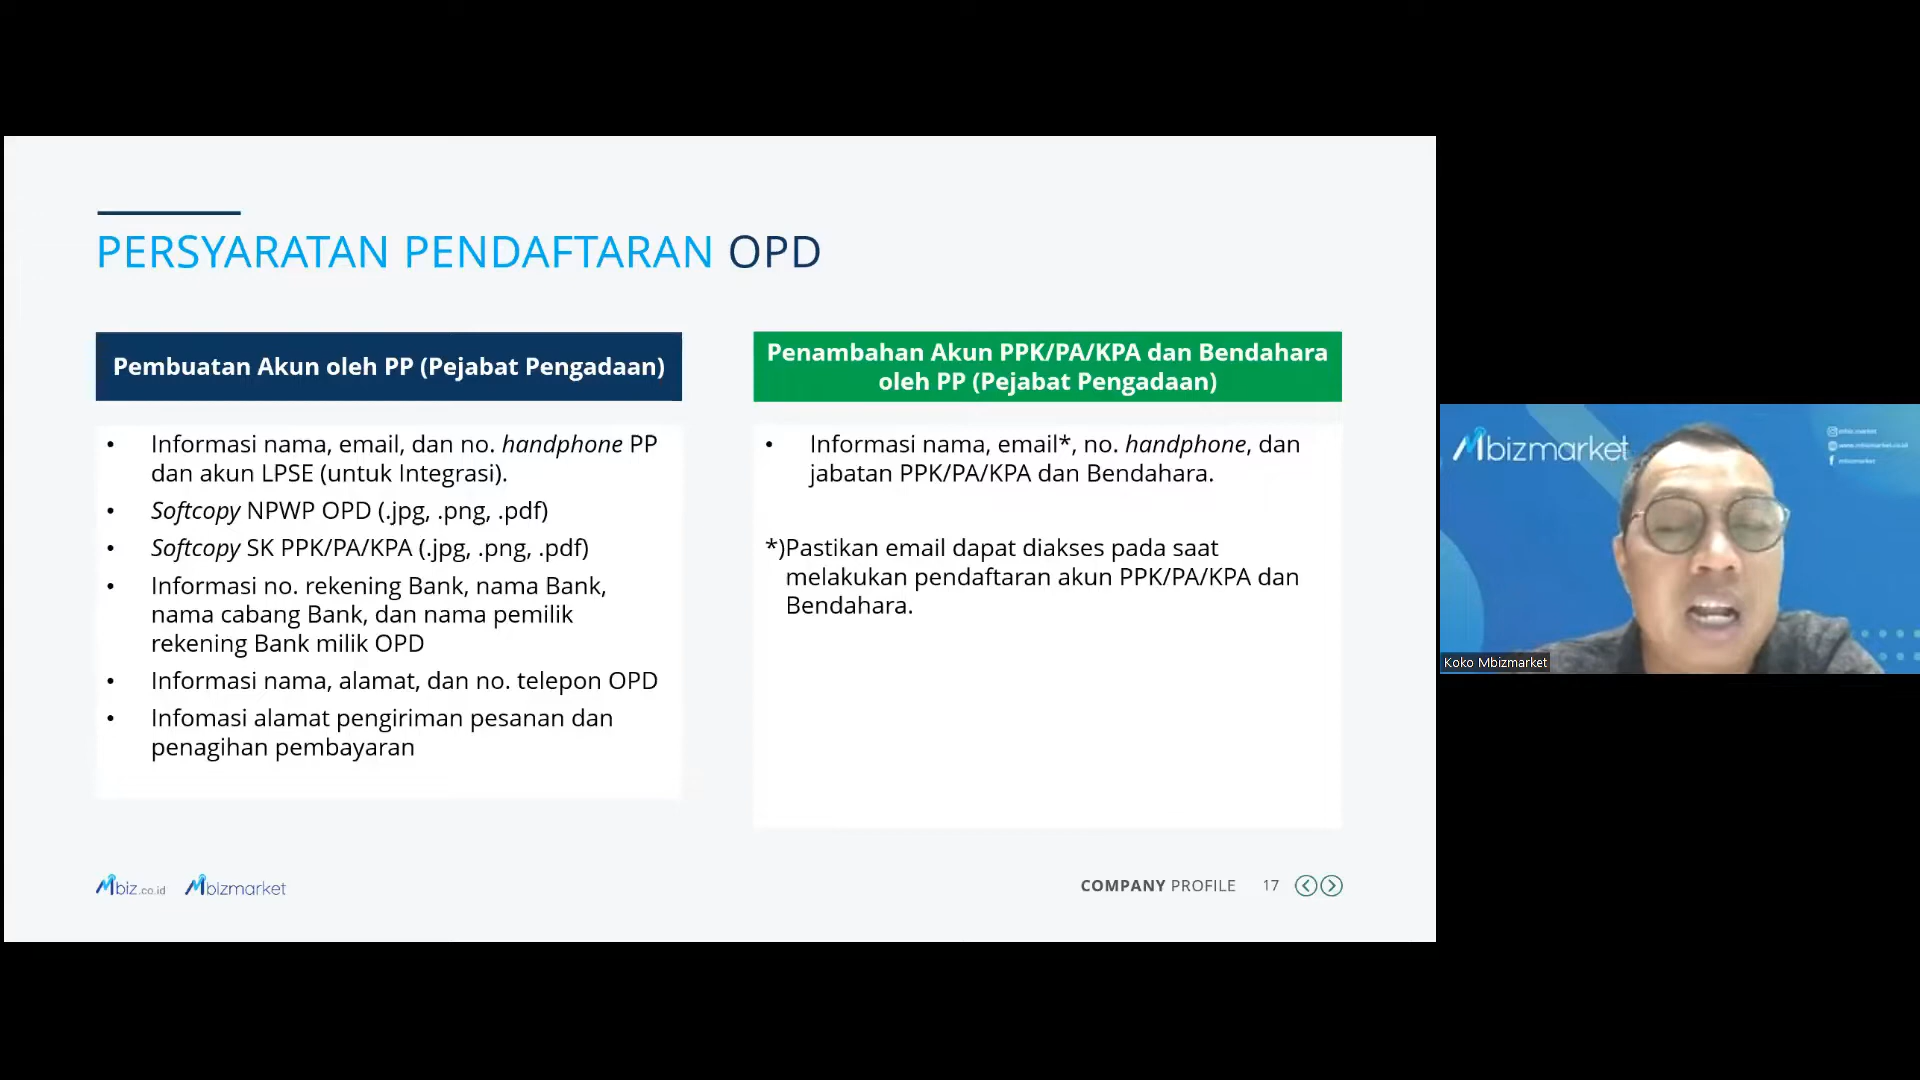 PERSYARATAN PENDAFTARAN OPD
Pembuatan Akun oleh PP (Pejabat Pengadaan)
• Informasi nama, email, dan no. handphone PP
dan akun LPSE (untuk Integrasi).
• Softcopy NPWP OPD (.jpg, .png, .pdf)
• Softcopy SK PPK/PA/KPA (.jpg, .png, .pdf)
• Informasi no. rekening Bank, nama Bank,
nama cabang Bank, dan nama pemilik
rekening Bank milik OPD
• Informasi nama, alamat, dan no. telepon OPD
• Infomasi alamat pengiriman pesanan dan
penagihan pembayaran
Penambahan Akun PPK/PA/KPA dan Bendahara
oleh PP (Pejabat Pengadaan)
• Informasi nama, email*, no. handphone, dan
jabatan PPK/PA/KPA dan Bendahara.
*)Pastikan email dapat diakses pada saat
melakukan pendaftaran akun PPK/PA/KPA dan
Bendahara.
Mbiz.co.id Mbizmarket
COMPANY PROFILE 17
Mbizmarket
Koko Mbizmarket